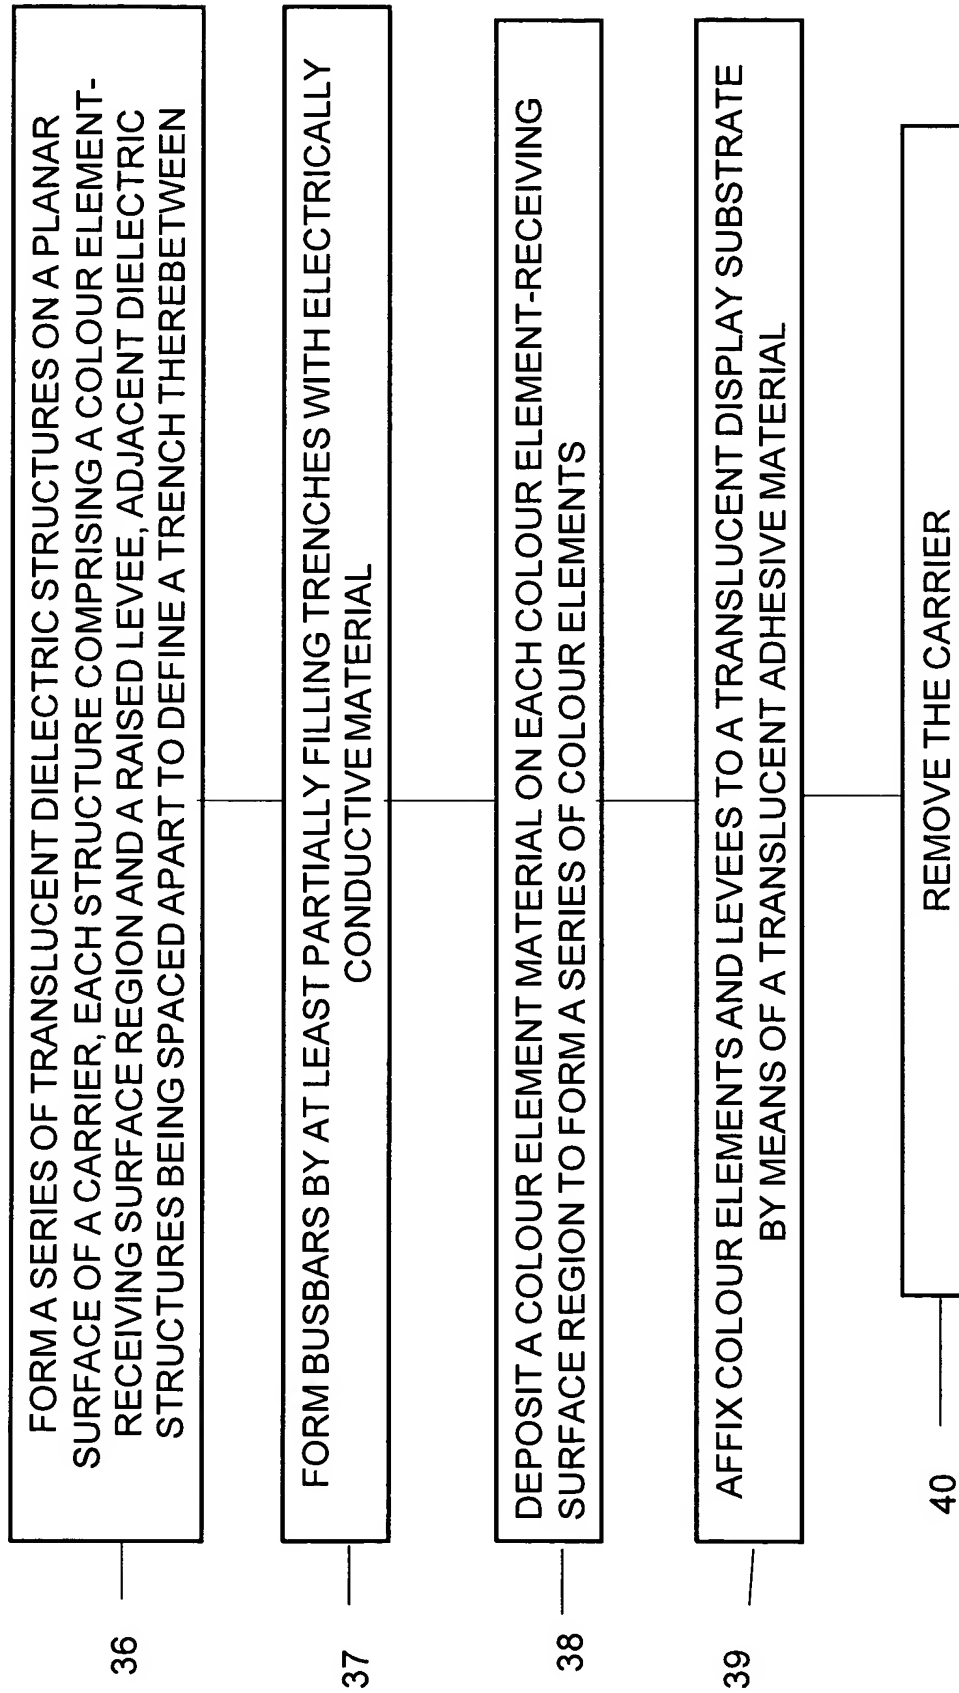 FORM A SERIES OF TRANSLUCENT DIELECTRIC STRUCTURES ON A PLANAR
SURFACE OF A CARRIER, EACH STRUCTURE COMPRISING A COLOUR ELEMENT-
RECEIVING SURFACE REGION AND A RAISED LEVEE, ADJACENT DIELECTRIC
STRUCTURES BEING SPACED APART TO DEFINE A TRENCH THEREBETWEEN
36
FORM BUSBARS BY AT LEAST PARTIALLY FILLING TRENCHES WITH ELECTRICALLY
CONDUCTIVE MATERIAL
37
DEPOSIT A COLOUR ELEMENT MATERIAL ON EACH COLOUR ELEMENT-RECEIVING
SURFACE REGION TO FORM A SERIES OF COLOUR ELEMENTS
38
AFFIX COLOUR ELEMENTS AND LEVEES TO A TRANSLUCENT DISPLAY SUBSTRATE
BY MEANS OF A TRANSLUCENT ADHESIVE MATERIAL
39
REMOVE THE CARRIER
40